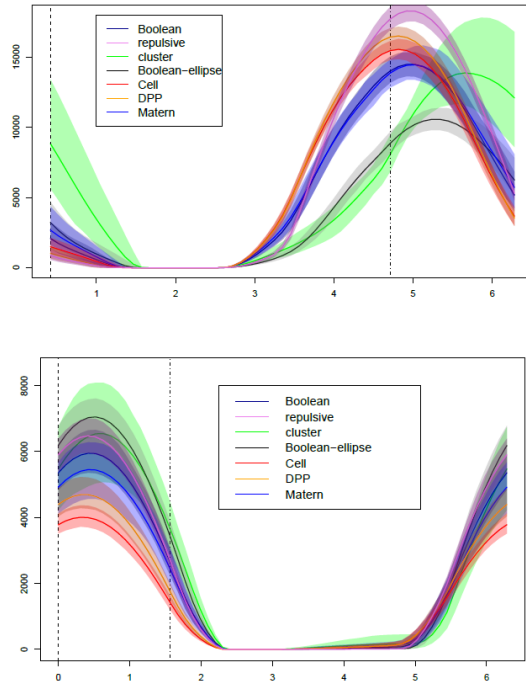 15000
10000
5000
0
Boolean
repulsive
cluster
Boolean-ellipse
Cell
DPP
Matern
1 2 3 4 5 6
8000
6000
4000
2000
0
Boolean
repulsive
cluster
Boolean-ellipse
Cell
DPP
Matern
0 1 2 3 4 5 6